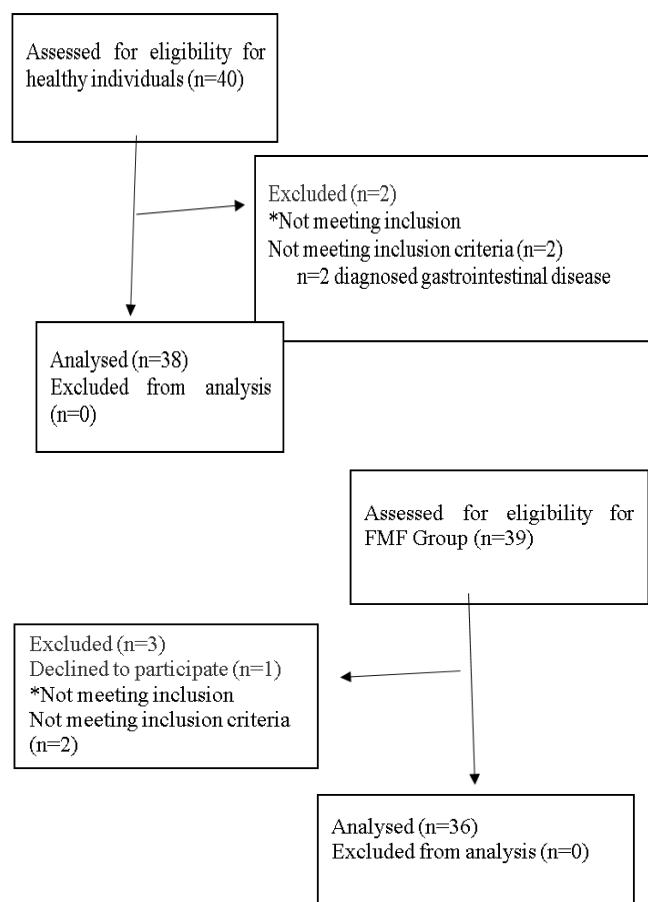 Assessed for eligibility for
healthy individuals (n=40)
Excluded (n=2)
*Not meeting inclusion
Not meeting inclusion criteria (n=2)
n=2 diagnosed gastrointestinal disease
Analysed (n=38)
Excluded from analysis
(n=0)
Assessed for eligibility for
FMF Group (n=39)
Excluded (n=3)
Declined to participate (n=1)
*Not meeting inclusion
Not meeting inclusion criteria
(n=2)
Analysed (n=36)
Excluded from analysis (n=0)